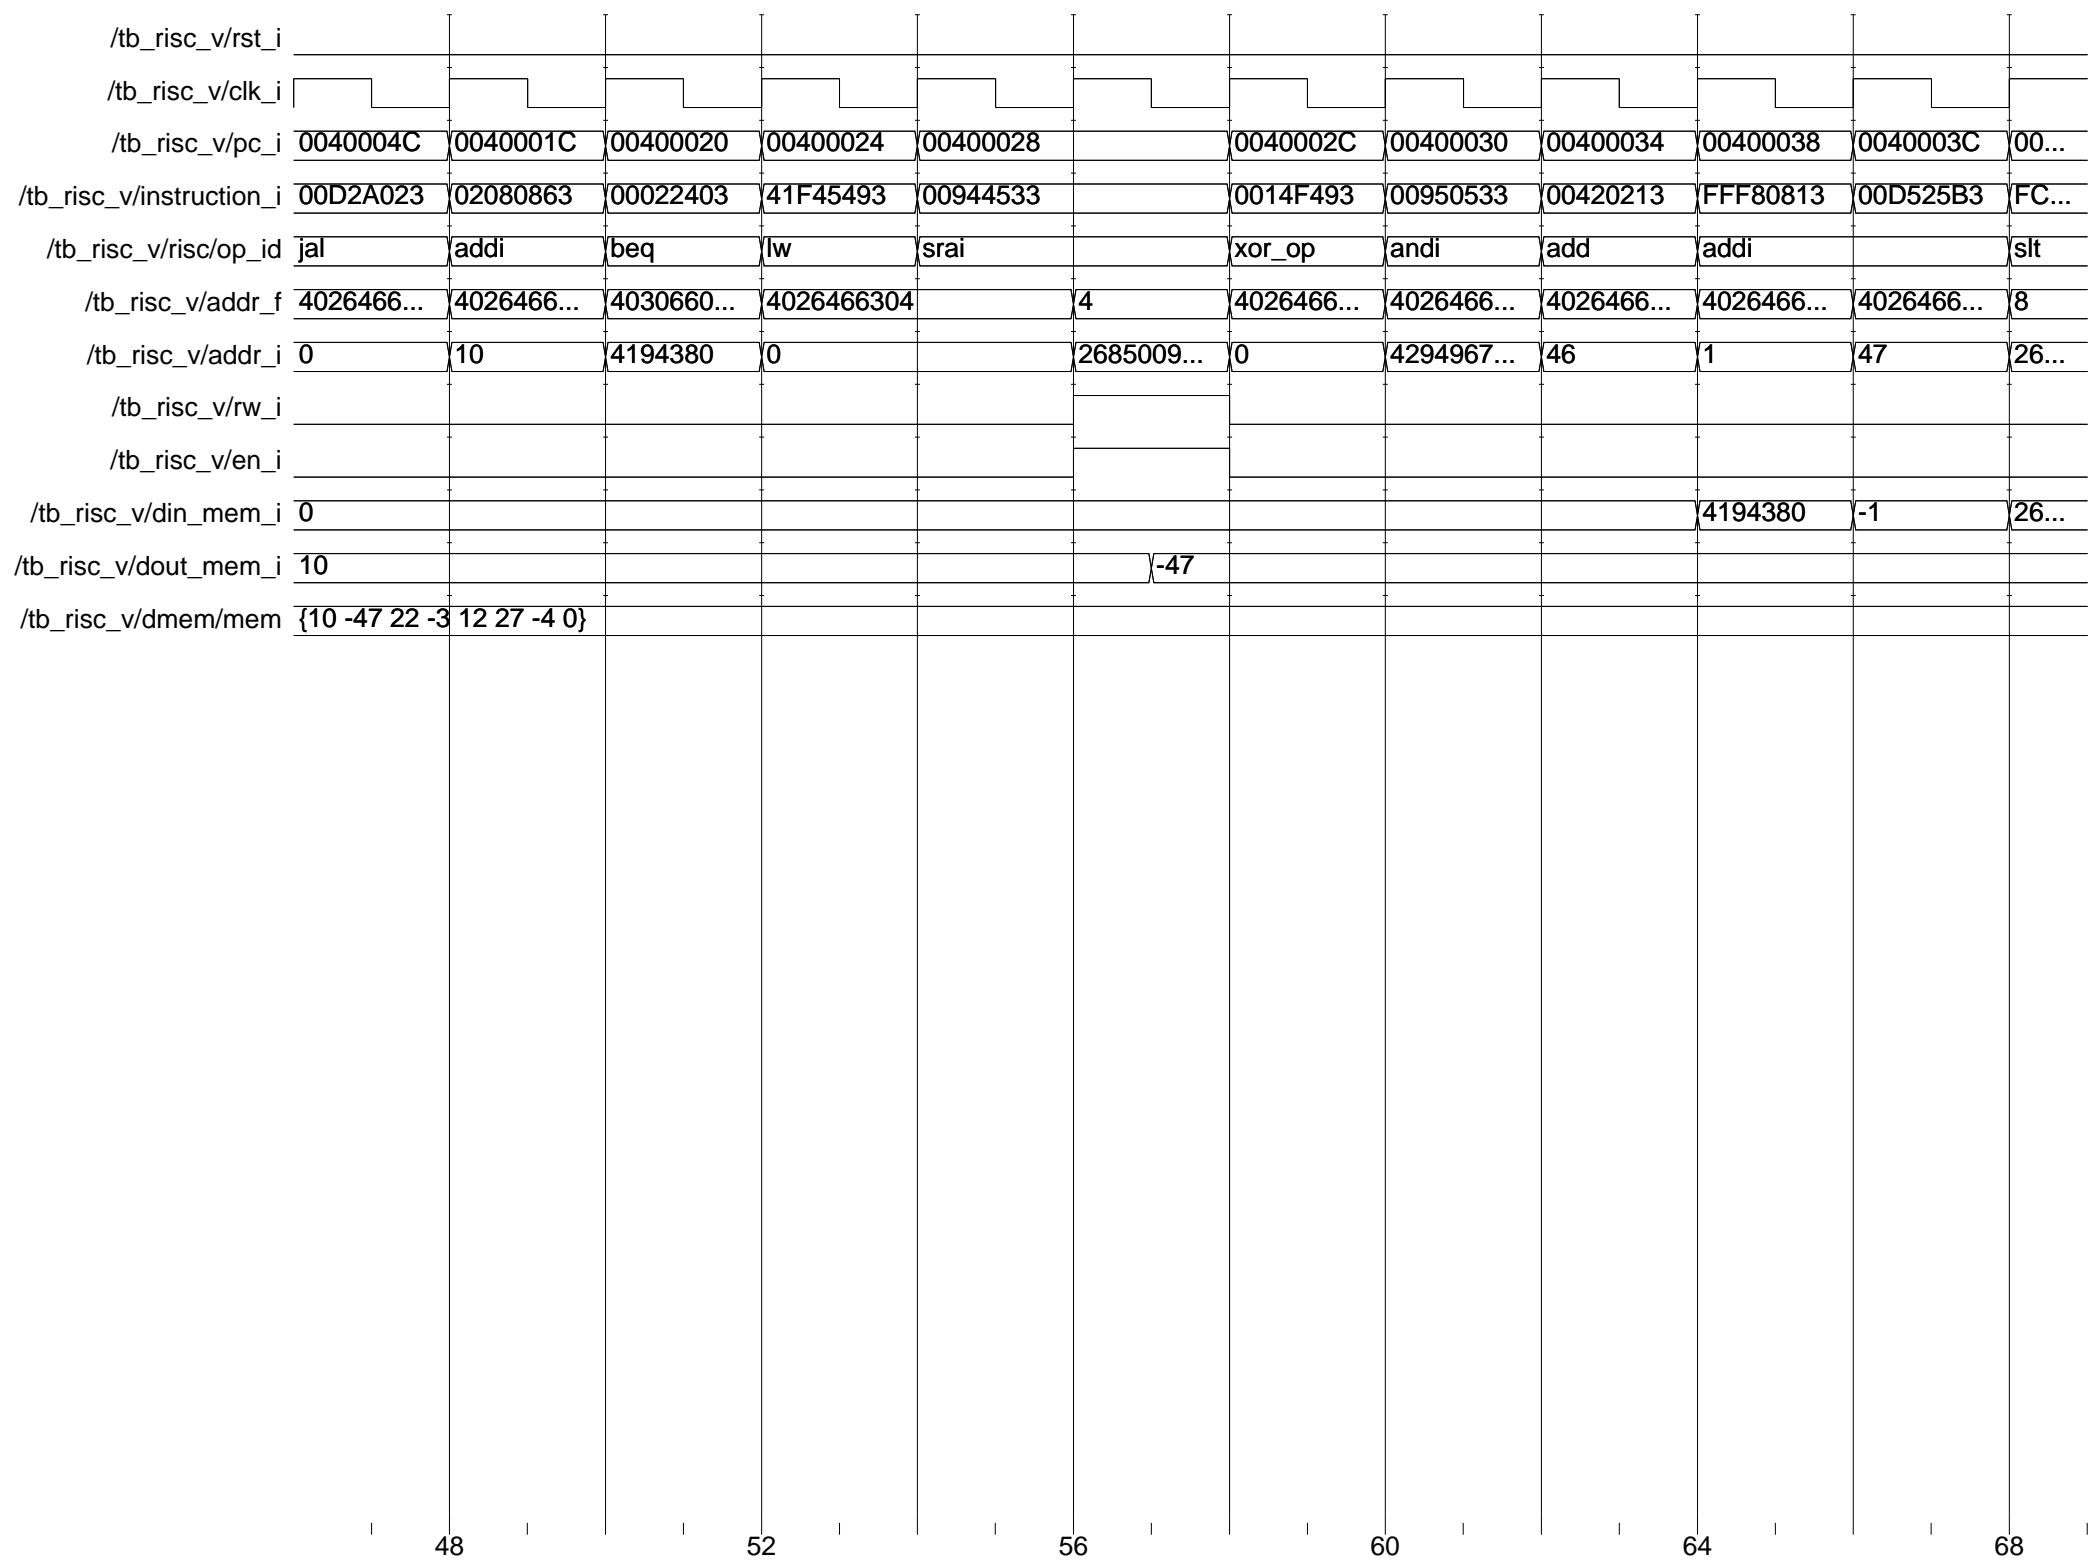 /tb_risc_v/rst_i
/tb_risc_v/clk_i
/tb_risc_v/pc_i 0040004C 0040001C 00400020 00400024 00400028 0040002C 00400030 00400034 00400038 0040003C 00...
/tb_risc_v/instruction_i 00D2A023 02080863 00022403 41F45493 00944533 0014F493 00950533 00420213 FFF80813 00D525B3 FC...
/tb_risc_v/risc/op_id jal addi beq lw srai xor_op andi add addi slt
/tb_risc_v/addr_f 4026466... 4026466... 4030660... 4026466304 4 4026466... 4026466... 4026466... 4026466... 4026466... 8
/tb_risc_v/addr_i 0 10 4194380 0 2685009... 0 4294967... 46 1 47 26...
/tb_risc_v/rw_i
/tb_risc_v/en_i
/tb_risc_v/din_mem_i 0 4194380 -1 26...
/tb_risc_v/dout_mem_i 10 -47
/tb_risc_v/dmem/mem {10 -47 22 -3 12 27 -4 0}
48 52 56 60 64 68